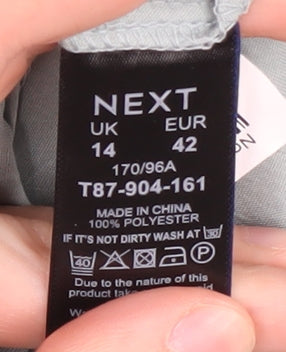 NEXT
UK EUR
14 42
170/96A
T87-904-161
MADE IN CHINA
100% POLYESTER
IF IT'S NOT DIRTY WASH AT 30
40 P
Due to the nature of this
product take